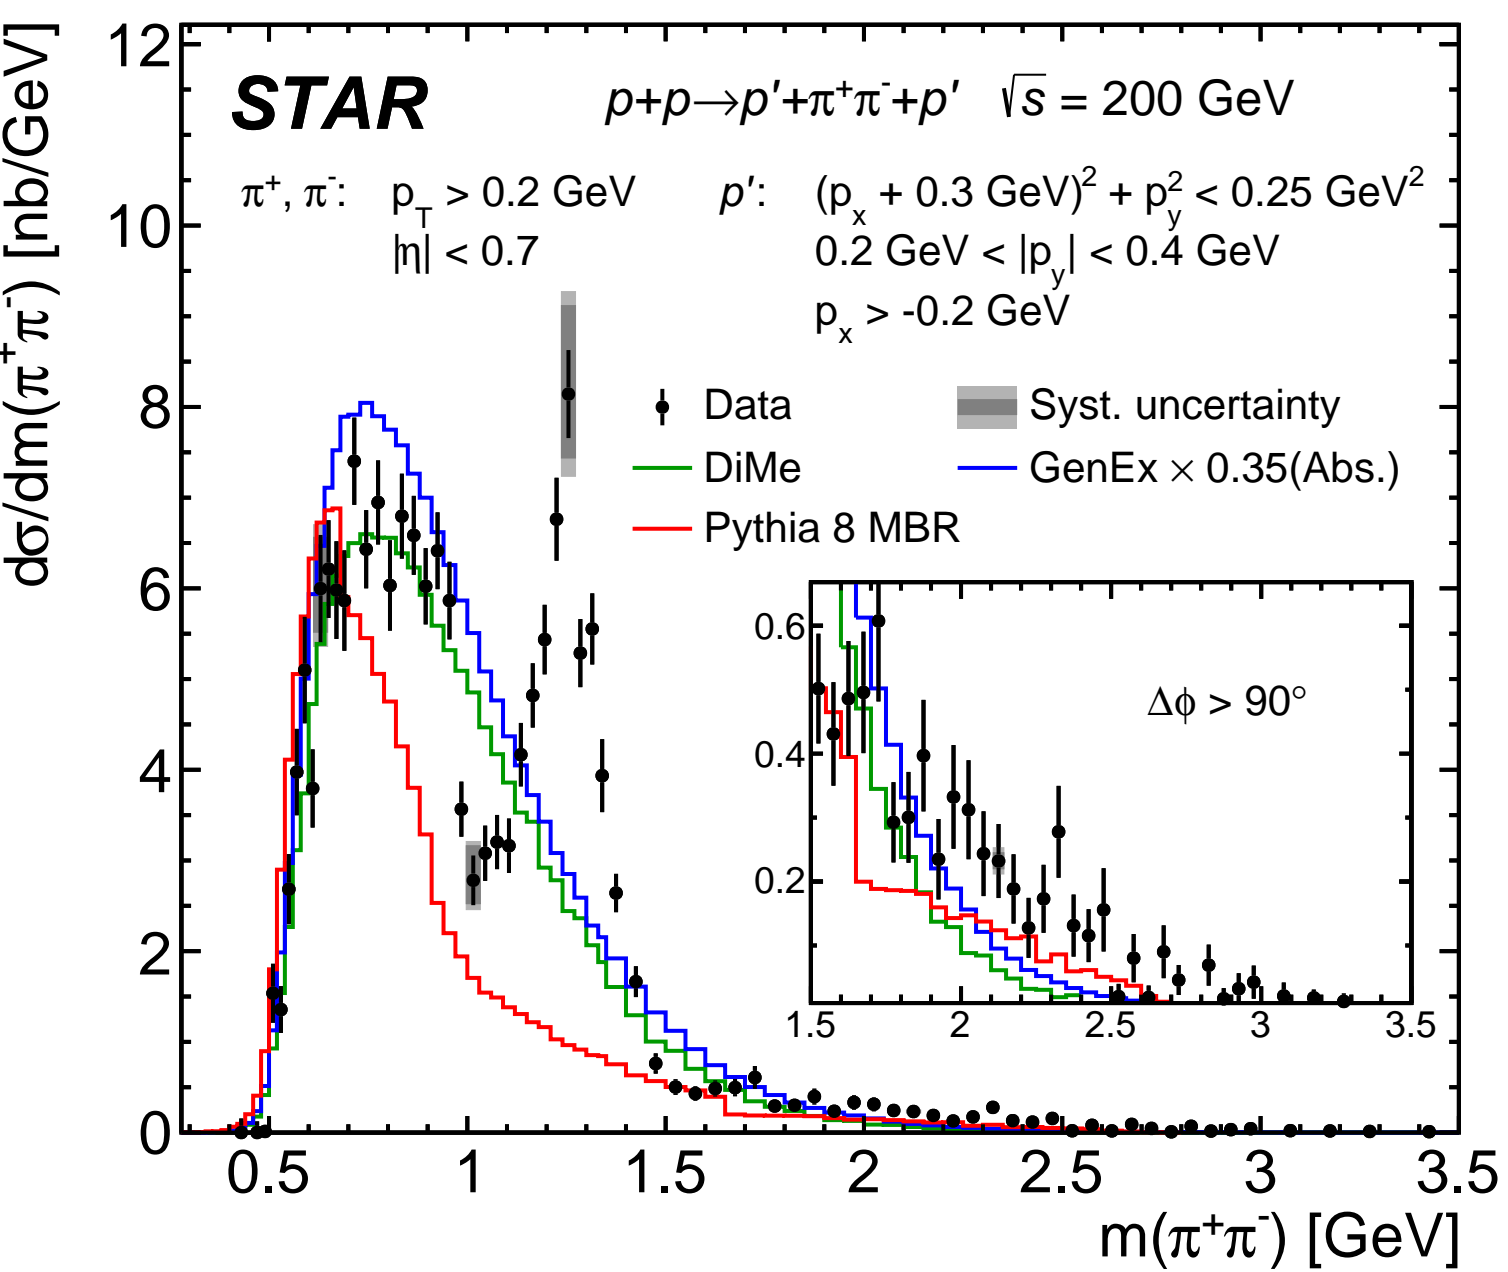 dσ/dm(π⁺π⁻) [nb/GeV]
12
10
8
6
4
2
0
STAR p+p→p′+π⁺π⁻+p′ √s = 200 GeV
π⁺, π⁻: p_T > 0.2 GeV p′: (p_x + 0.3 GeV)² + p_y² < 0.25 GeV²
|η| < 0.7 0.2 GeV < |p_y| < 0.4 GeV
p_x > -0.2 GeV
Data Syst. uncertainty
DiMe GenEx × 0.35(Abs.)
Pythia 8 MBR
0.6
0.4
0.2
Δϕ > 90°
1.5 2 2.5 3 3.5
0.5 1 1.5 2 2.5 3 3.5
m(π⁺π⁻) [GeV]